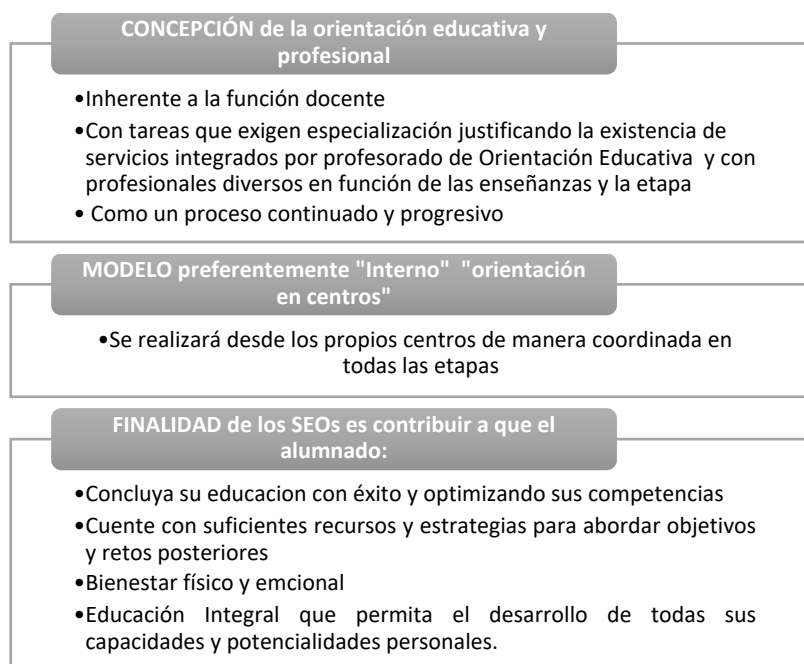 CONCEPCIÓN de la orientación educativa y
profesional
•Inherente a la función docente
•Con tareas que exigen especialización justificando la existencia de
servicios integrados por profesorado de Orientación Educativa y con
profesionales diversos en función de las enseñanzas y la etapa
• Como un proceso continuado y progresivo
MODELO preferentemente "Interno" "orientación
en centros"
•Se realizará desde los propios centros de manera coordinada en
todas las etapas
FINALIDAD de los SEOs es contribuir a que el
alumnado:
•Concluya su educacion con éxito y optimizando sus competencias
•Cuente con suficientes recursos y estrategias para abordar objetivos
y retos posteriores
•Bienestar físico y emcional
•Educación Integral que permita el desarrollo de todas sus
capacidades y potencialidades personales.